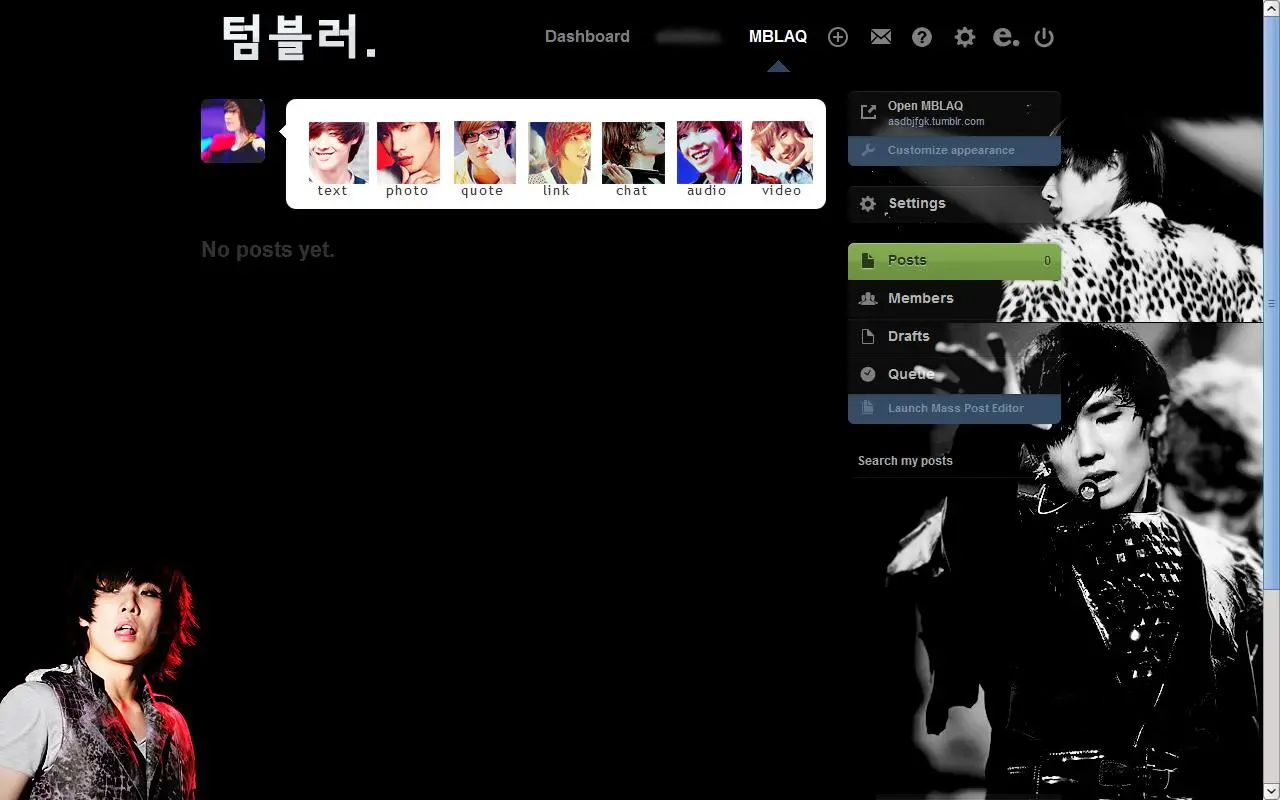 텀블러.
Dashboard
MBLAQ
e.
Open MBLAQ
asdbjfgk.tumblr.com
Customize appearance
text photo quote link chat audio video
Settings
No posts yet.
Posts 0
Members
Drafts
Queue
Launch Mass Post Editor
Search my posts